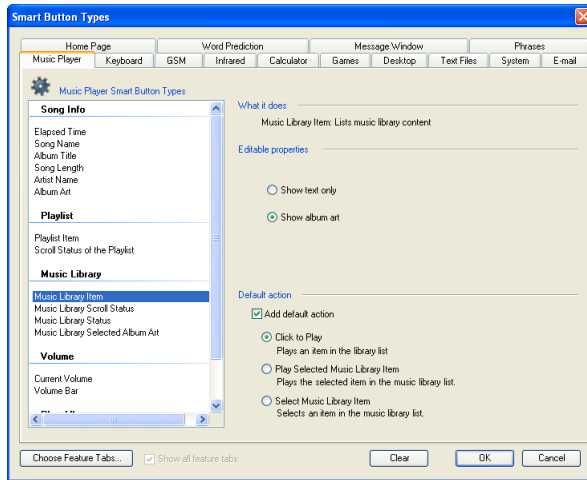 Smart Button Types
Home Page
Word Prediction
Message Window
Phrases
Music Player
Keyboard
GSM
Infrared
Calculator
Games
Desktop
Text Files
System
E-mail
Music Player Smart Button Types
Song Info
Elapsed Time
Song Name
Album Title
Song Length
Artist Name
Album Art
Playlist
Playlist Item
Scroll Status of the Playlist
Music Library
Music Library Item
Music Library Scroll Status
Music Library Status
Music Library Selected Album Art
Volume
Current Volume
Volume Bar
What it does
Music Library Item: Lists music library content
Editable properties
Show text only
Show album art
Default action
Add default action
Click to Play
Plays an item in the library list
Play Selected Music Library Item
Plays the selected item in the music library list.
Select Music Library Item
Selects an item in the music library list.
Choose Feature Tabs...
Show all feature tabs
Clear
OK
Cancel